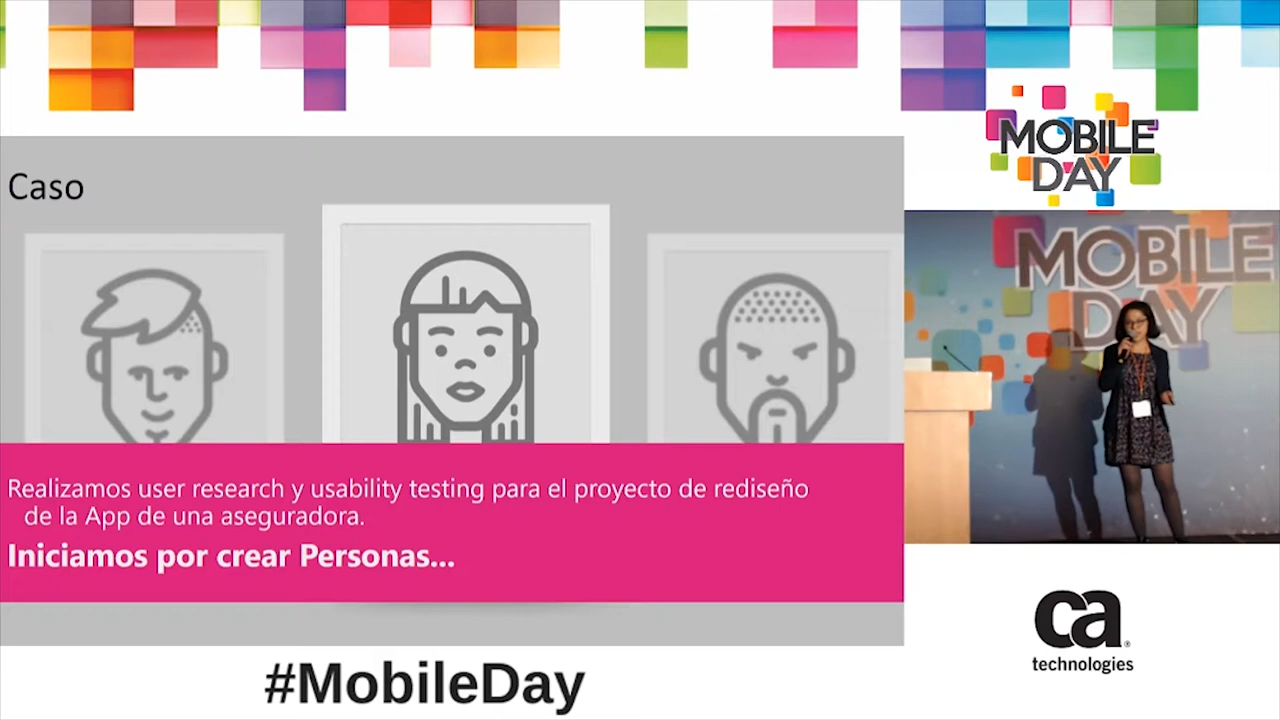 MOBILE
DAY
Caso
MOBILE
DAY
Realizamos user research y usability testing para el proyecto de rediseño
de la App de una aseguradora.
Iniciamos por crear Personas...
ca
technologies
#MobileDay